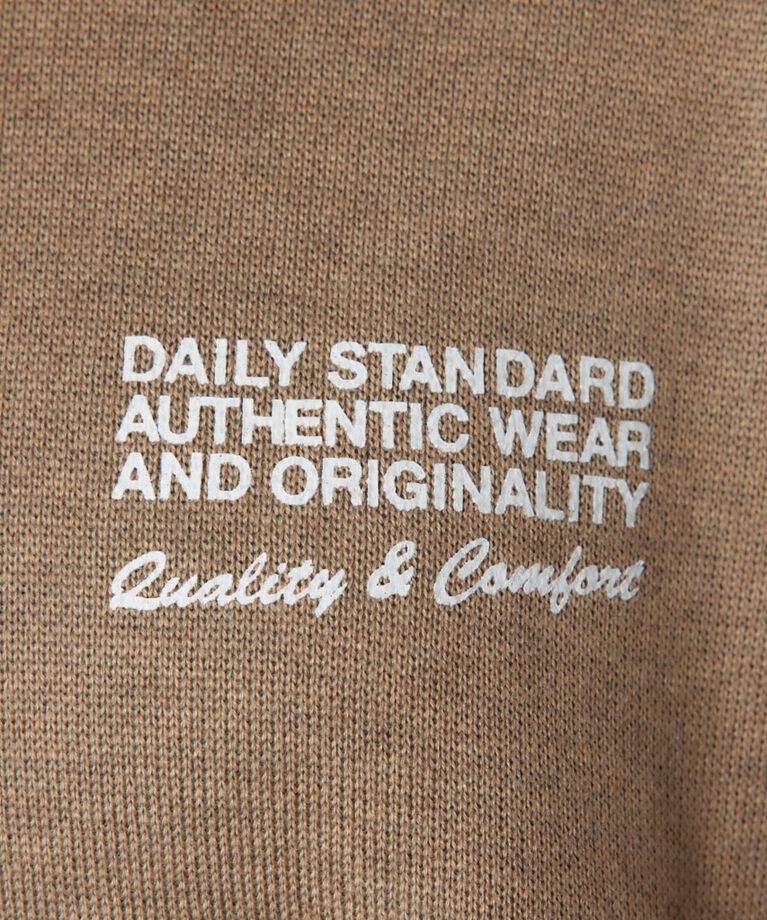 DAILY STANDARD
AUTHENTIC WEAR
AND ORIGINALITY
Quality & Comfort